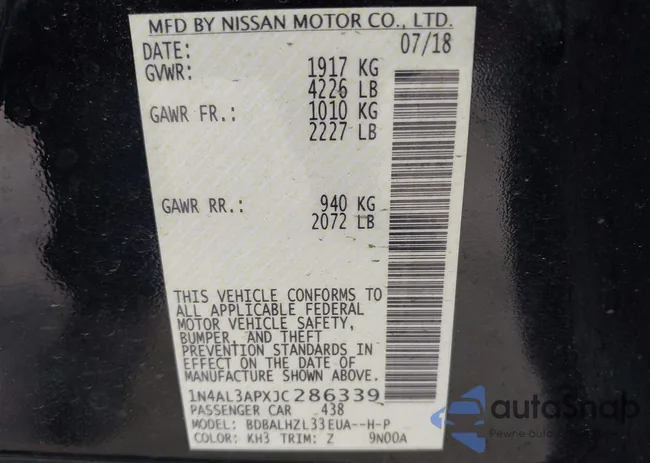 MFD BY NISSAN MOTOR CO., LTD.
DATE: 07/18
GVWR: 1917 KG
4226 LB
GAWR FR.: 1010 KG
2227 LB
GAWR RR.: 940 KG
2072 LB
THIS VEHICLE CONFORMS TO
ALL APPLICABLE FEDERAL
MOTOR VEHICLE SAFETY,
BUMPER, AND THEFT
PREVENTION STANDARDS IN
EFFECT ON THE DATE OF
MANUFACTURE SHOWN ABOVE.
1N4AL3APXJC286339
PASSENGER CAR 438
MODEL: BDBALHZL33EUA--H-P
COLOR: KH3 TRIM: Z 9N00A
autoSnap
Pewne auto